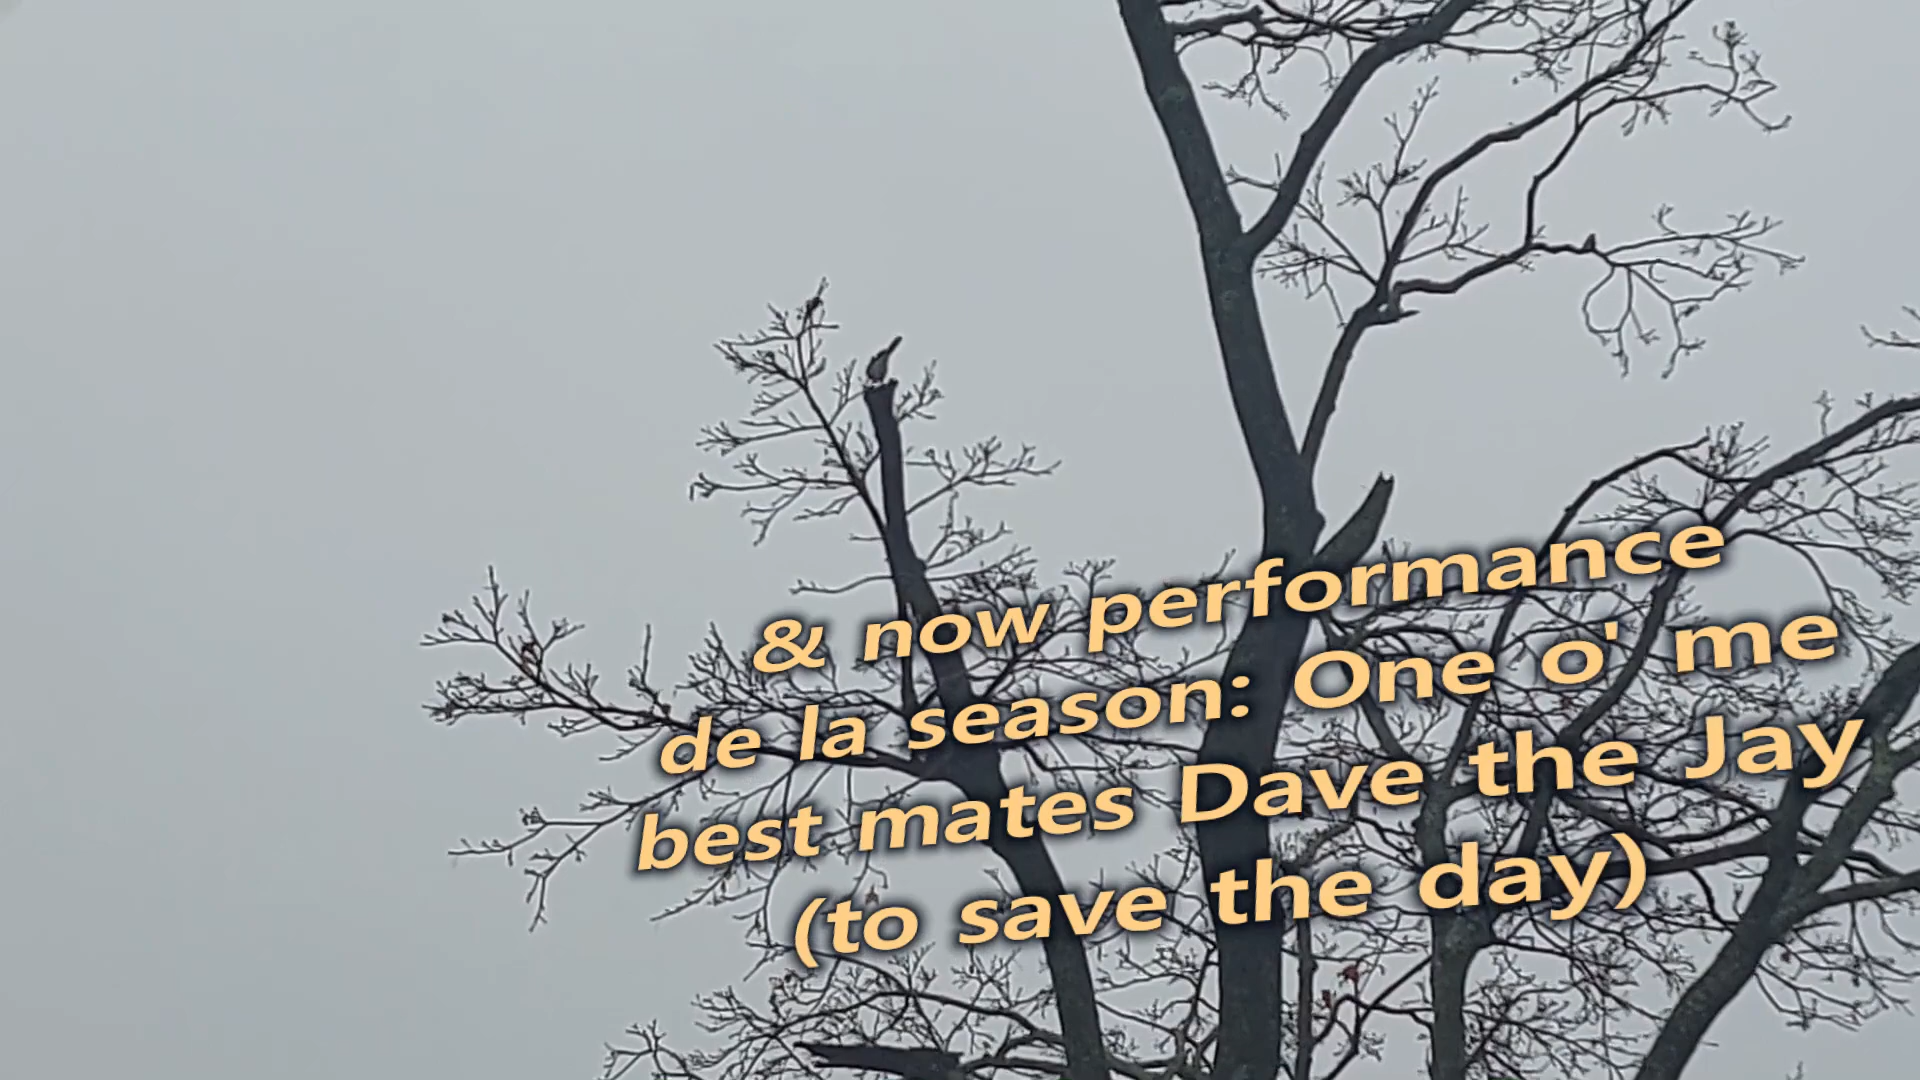 & now performance
de la season: One o' me
best mates Dave the Jay
(to save the day)